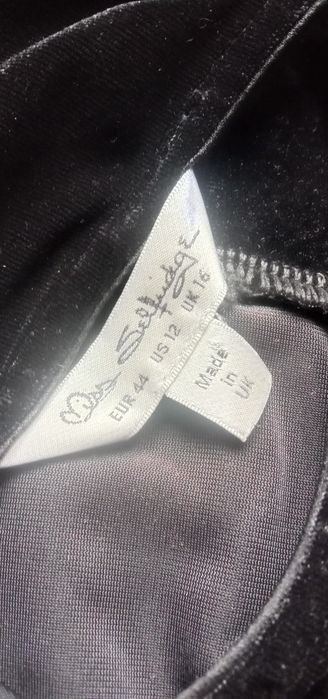 Miss Selfridge
EUR 44 US 12 UK 16
Made
in
UK